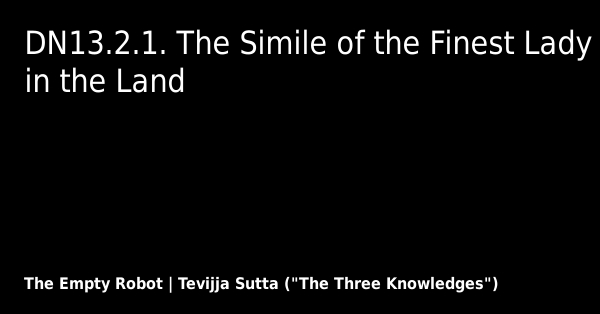 DN13.2.1. The Simile of the Finest Lady
in the Land
The Empty Robot | Tevijja Sutta ("The Three Knowledges")